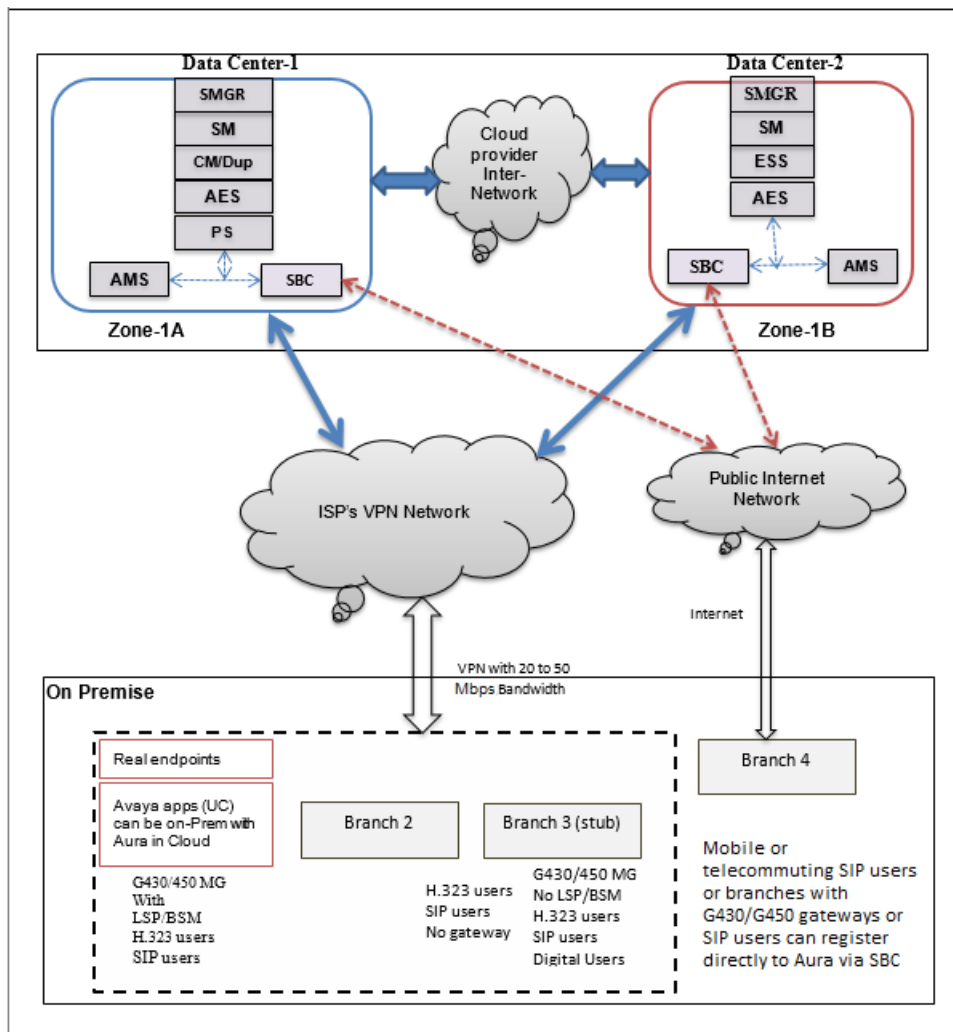 Data Center-1
Data Center-2
SMGR
SM
CM/Dup
AES
PS
AMS
SBC
Zone-1A
Cloud
provider
Inter-
Network
SMGR
SM
ESS
AES
SBC
AMS
Zone-1B
ISP's VPN Network
Public Internet
Network
Internet
VPN with 20 to 50
Mbps Bandwidth
On Premise
Real endpoints
Avaya apps (UC)
can be on-Prem with
Aura in Cloud
G430/450 MG
With
LSP/BSM
H.323 users
SIP users
Branch 2
H.323 users
SIP users
No gateway
Branch 3 (stub)
G430/450 MG
No LSP/BSM
H.323 users
SIP users
Digital Users
Branch 4
Mobile or
telecommuting SIP users
or branches with
G430/G450 gateways or
SIP users can register
directly to Aura via SBC